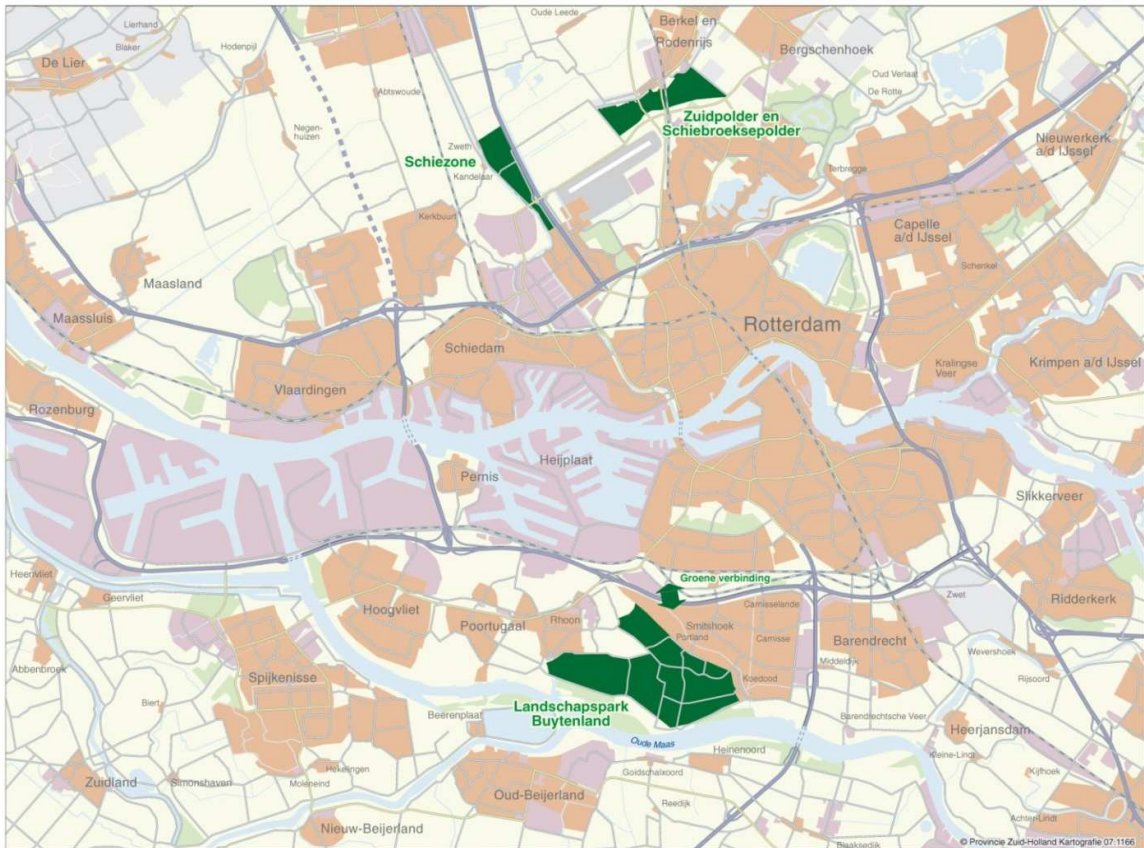 Lierhand
Blaker
De Lier
Hodenpijl
Oude Leede
Berkel en
Rodenrijs
Bergschenhoek
Oud Verlaat
De Rotte
Abtswoude
Negen-
huizen
Zuidpolder en
Schiebroeksepolder
Nieuwerkerk
a/d IJssel
Zweth
Schiezone
Kandelaar
Terbregge
Kerkbuurt
Capelle
a/d IJssel
Schenkel
Maasland
Maassluis
Rotterdam
Schiedam
Vlaardingen
Kralingse
Veer
Krimpen a/d IJssel
Rozenburg
Heijplaat
Pernis
Slikkerveer
Heenvliet
Geervliet
Groene verbinding
Zwet
Ridderkerk
Hoogvliet
Poortugaal
Rhoon
Smitshoek
Portland
Carnisselande
Carnisse
Barendrecht
Middeldijk
Wevershoek
Rijsoord
Abbenbroek
Spijkenisse
Koedood
Biert
Landschapspark
Buytenland
Beerenplaat
Barendrechtsche Veer
Heerjansdam
Oude Maas
Heinenoord
Kleine-Lindt
Zuidland
Simonshaven
Hekelingen
Moleneind
Goidschalxoord
Kijfhoek
Oud-Beijerland
Reedijk
Nieuw-Beijerland
Achter-Lindt
Blaaksedijk
© Provincie Zuid-Holland Kartografie 07.1166